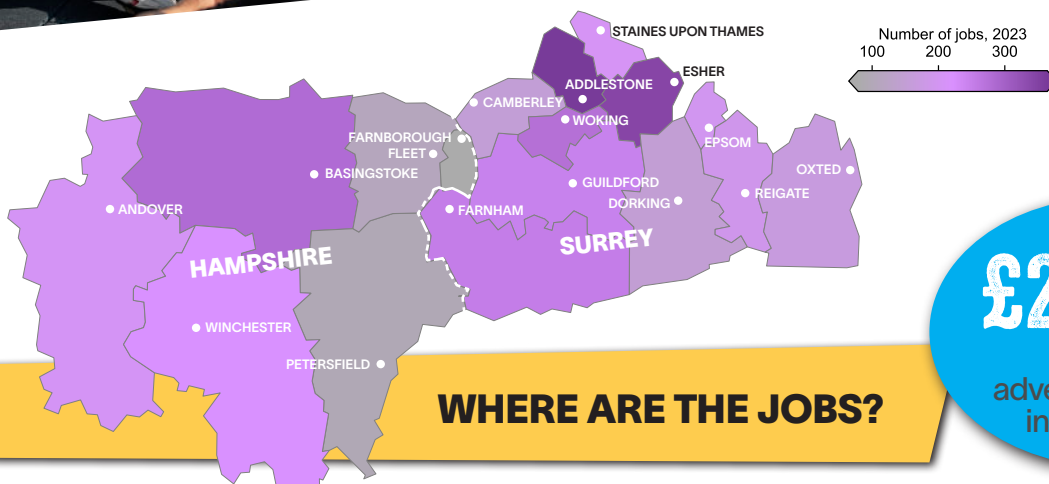 STAINES UPON THAMES
Number of jobs, 2023
100 200 300
ESHER
ADDLESTONE
CAMBERLEY
WOKING
FARNBOROUGH
FLEET
EPSOM
BASINGSTOKE
OXTED
GUILDFORD
REIGATE
DORKING
ANDOVER
FARNHAM
SURREY
HAMPSHIRE
WINCHESTER
PETERSFIELD
£2
WHERE ARE THE JOBS?
adve
in